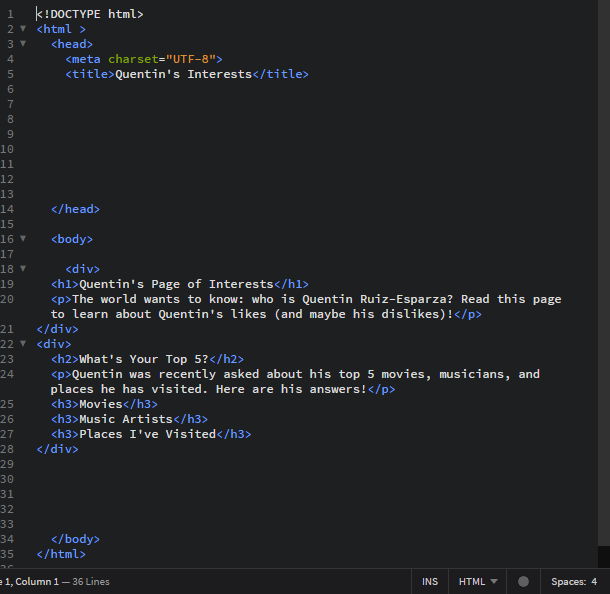 1 <!DOCTYPE html>
2 ▼ <html >
3 ▼ <head>
4 <meta charset="UTF-8">
5 <title>Quentin's Interests</title>
6
7
8
9
10
11
12
13
14 </head>
15
16 ▼ <body>
17
18 ▼ <div>
19 <h1>Quentin's Page of Interests</h1>
20 <p>The world wants to know: who is Quentin Ruiz-Esparza? Read this page
to learn about Quentin's likes (and maybe his dislikes)!</p>
21 </div>
22 ▼ <div>
23 <h2>What's Your Top 5?</h2>
24 <p>Quentin was recently asked about his top 5 movies, musicians, and
places he has visited. Here are his answers!</p>
25 <h3>Movies</h3>
26 <h3>Music Artists</h3>
27 <h3>Places I've Visited</h3>
28 </div>
29
30
31
32
33
34 </body>
35 </html>
e 1, Column 1 — 36 Lines INS HTML ▼ Spaces: 4